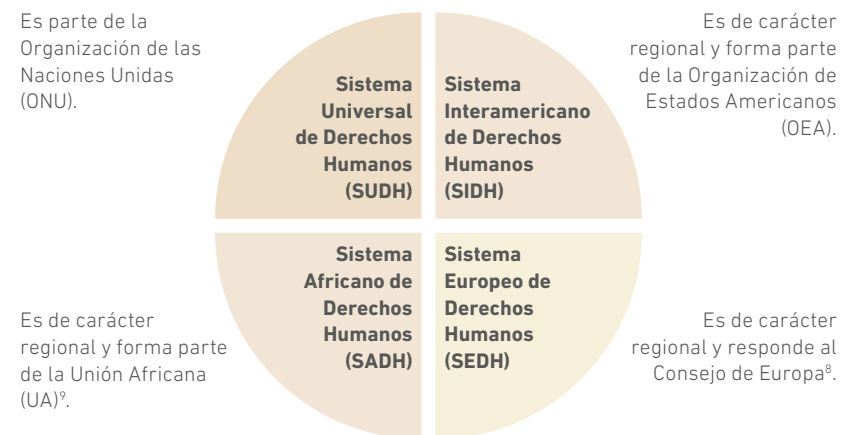 Es parte de la
Organización de las
Naciones Unidas
(ONU).
Sistema
Universal
de Derechos
Humanos
(SUDH)
Sistema
Interamericano
de Derechos
Humanos
(SIDH)
Es de carácter
regional y forma parte
de la Organización de
Estados Americanos
(OEA).
Es de carácter
regional y forma parte
de la Unión Africana
(UA)⁹.
Sistema
Africano de
Derechos
Humanos
(SADH)
Sistema
Europeo de
Derechos
Humanos
(SEDH)
Es de carácter
regional y responde al
Consejo de Europa⁸.